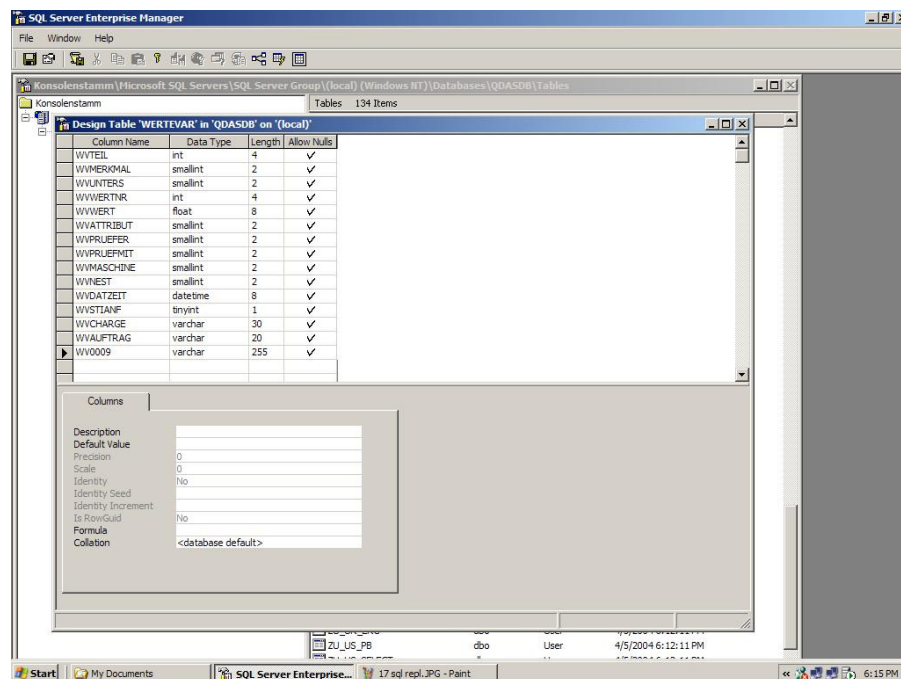 SQL Server Enterprise Manager
File Window Help
Konsolenstamm\Microsoft SQL Servers\SQL Server Group\(local) (Windows NT)\Databases\QDASDB\Tables
Konsolenstamm Tables 134 Items
Design Table 'WERTEVAR' in 'QDASDB' on '(local)'
Column Name Data Type Length Allow Nulls
WVTEIL int 4
WVMERKMAL smallint 2
WVUNTERS smallint 2
WVWERTNR int 4
WVWERT float 8
WVATTRIBUT smallint 2
WVPRUEFER smallint 2
WVPRUEFMIT smallint 2
WVMASCHINE smallint 2
WVNEST smallint 2
WVDATZEIT datetime 8
WVSTIANF tinyint 1
WVCHARGE varchar 30
WVAUFTRAG varchar 20
WV0009 varchar 255
Columns
Description
Default Value
Precision 0
Scale 0
Identity No
Identity Seed
Identity Increment
Is RowGuid No
Formula
Collation <database default>
ZU_US_PB dbo User 4/5/2004 6:12:11 PM
Start My Documents SQL Server Enterprise... 17 sql repl.JPG - Paint « 6:15 PM